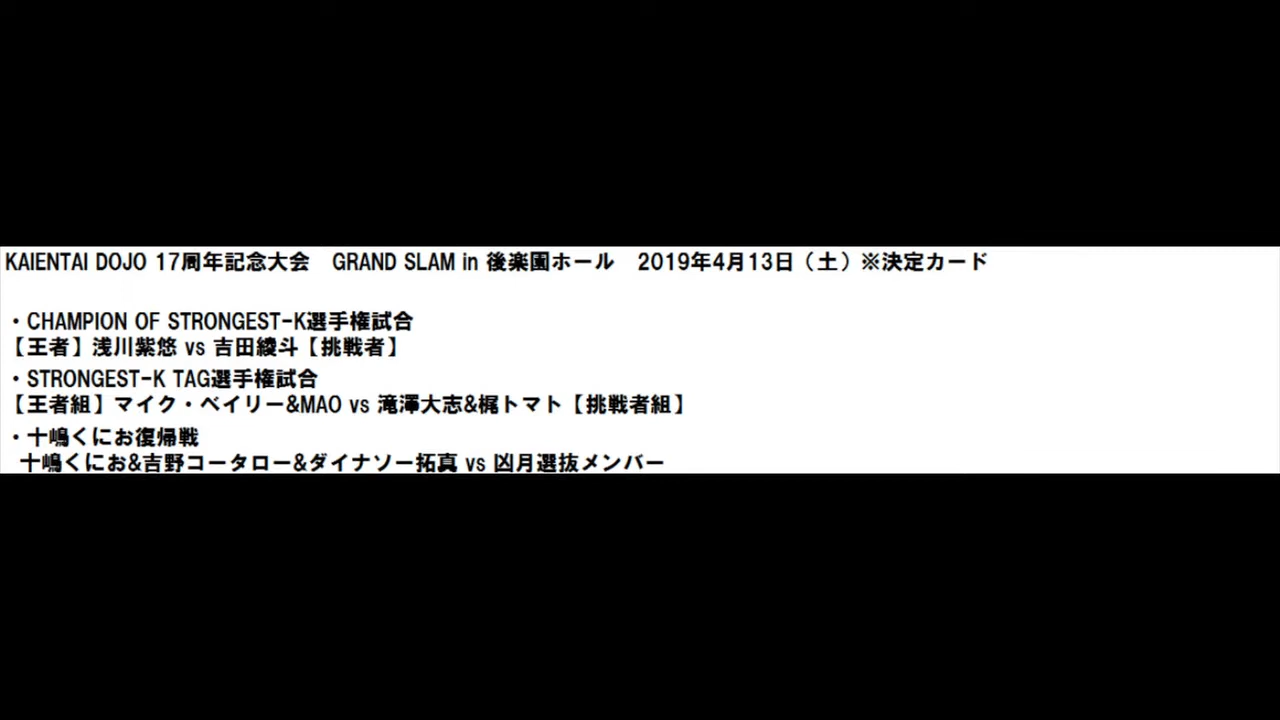 KAIENTAI DOJO 17周年記念大会　GRAND SLAM in 後楽園ホール　2019年4月13日（土）※決定カード
・CHAMPION OF STRONGEST-K選手権試合
【王者】浅川紫悠 vs 吉田綾斗【挑戦者】
・STRONGEST-K TAG選手権試合
【王者組】マイク・ベイリー&MAO vs 滝澤大志&梶トマト【挑戦者組】
・十嶋くにお復帰戦
十嶋くにお&吉野コータロー&ダイナソー拓真 vs 凶月選抜メンバー